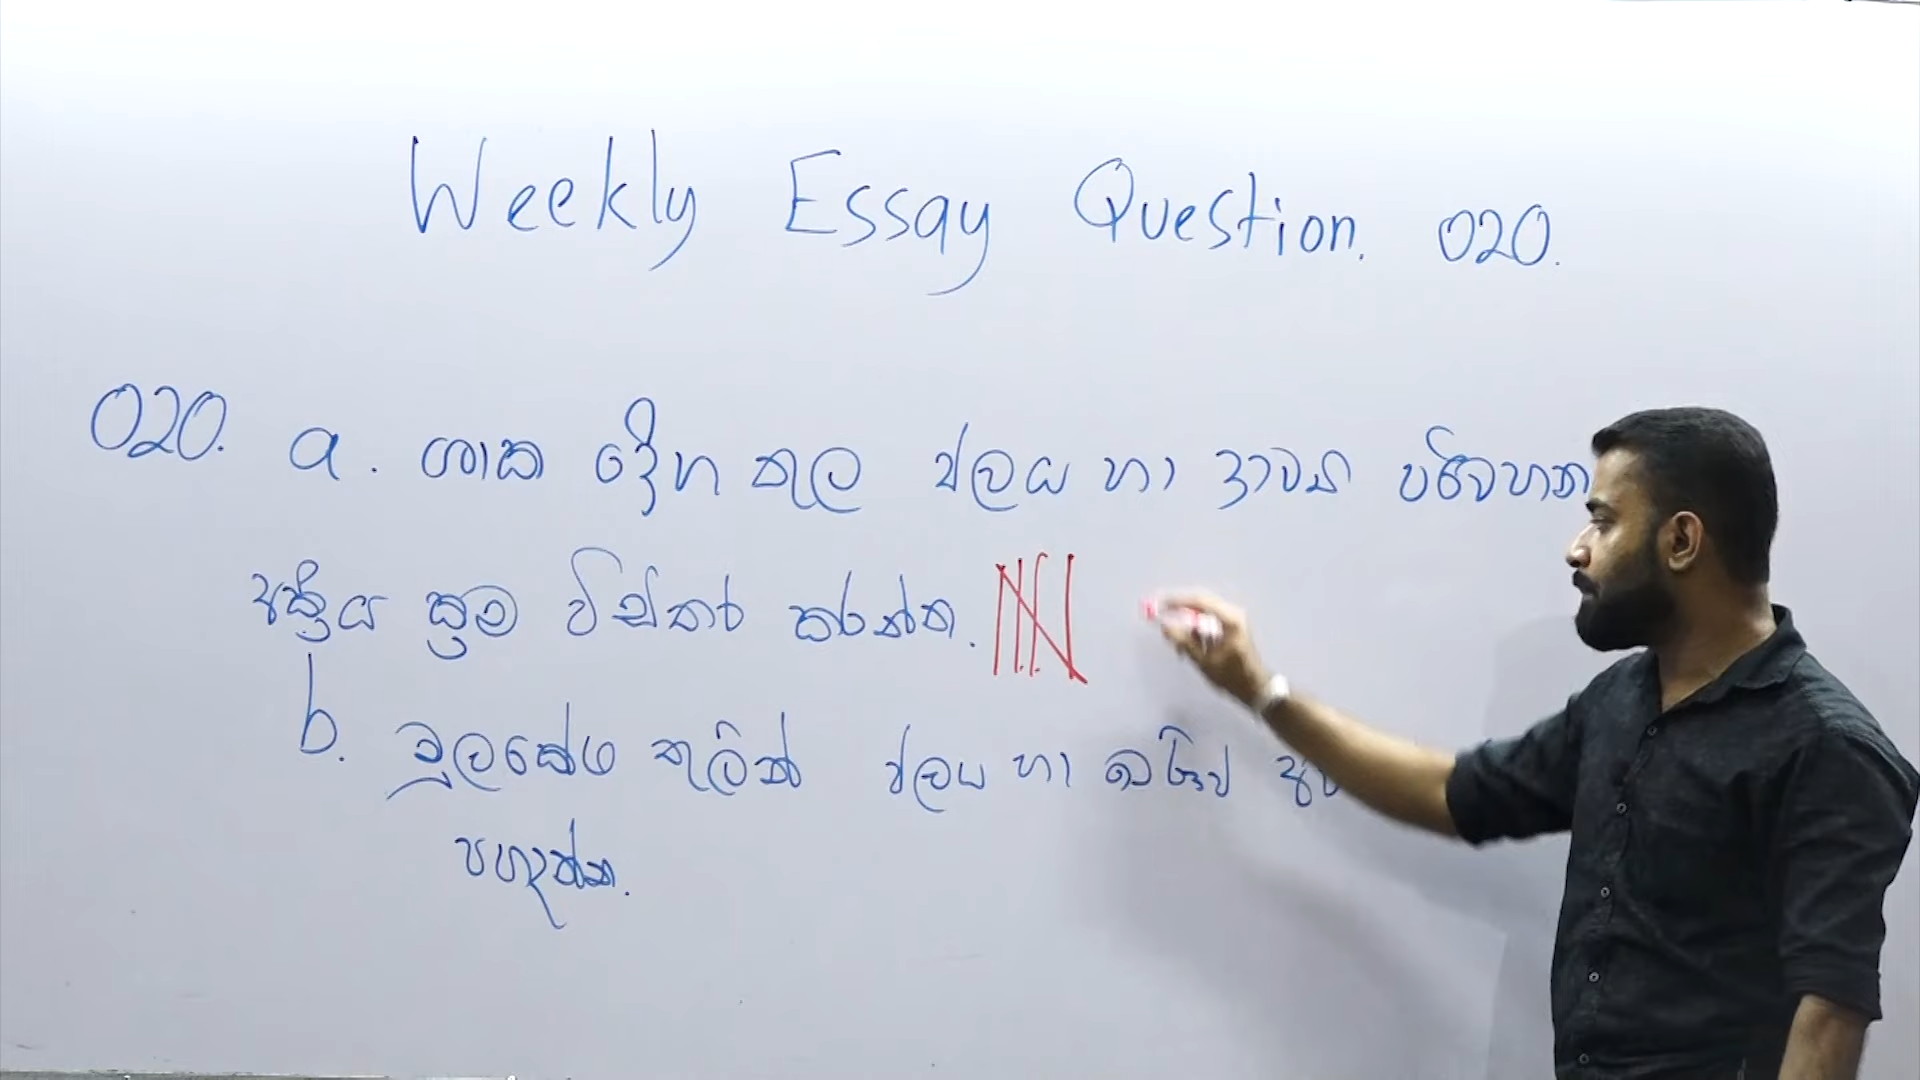 Weekly Essay Question. 020.
020. a. ශාක දේහ තුල ජලය හා ද්‍රාව්‍ය පරිවහන
අක්‍රීය ක්‍රම විස්තර කරන්න.
b. මූලකේශ තුලින් ජලය හා ඛනිජ
පහදන්න.